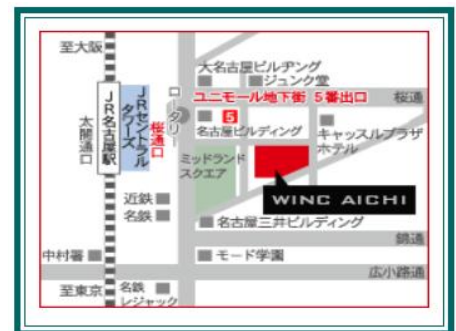 至大阪
大名古屋ビルヂング
ジュンク堂
ユニモール地下街 5番出口
桜通
5
名古屋ビルディング
キャッスルプラザ
ホテル
JR名古屋駅
JRセントラル
タワーズ
桜通口
ロータリー
太閤通口
ミッドランド
スクエア
WINC AICHI
近鉄
名鉄
名古屋三井ビルディング
錦通
中村署
モード学園
広小路通
至東京
名鉄
レジャック